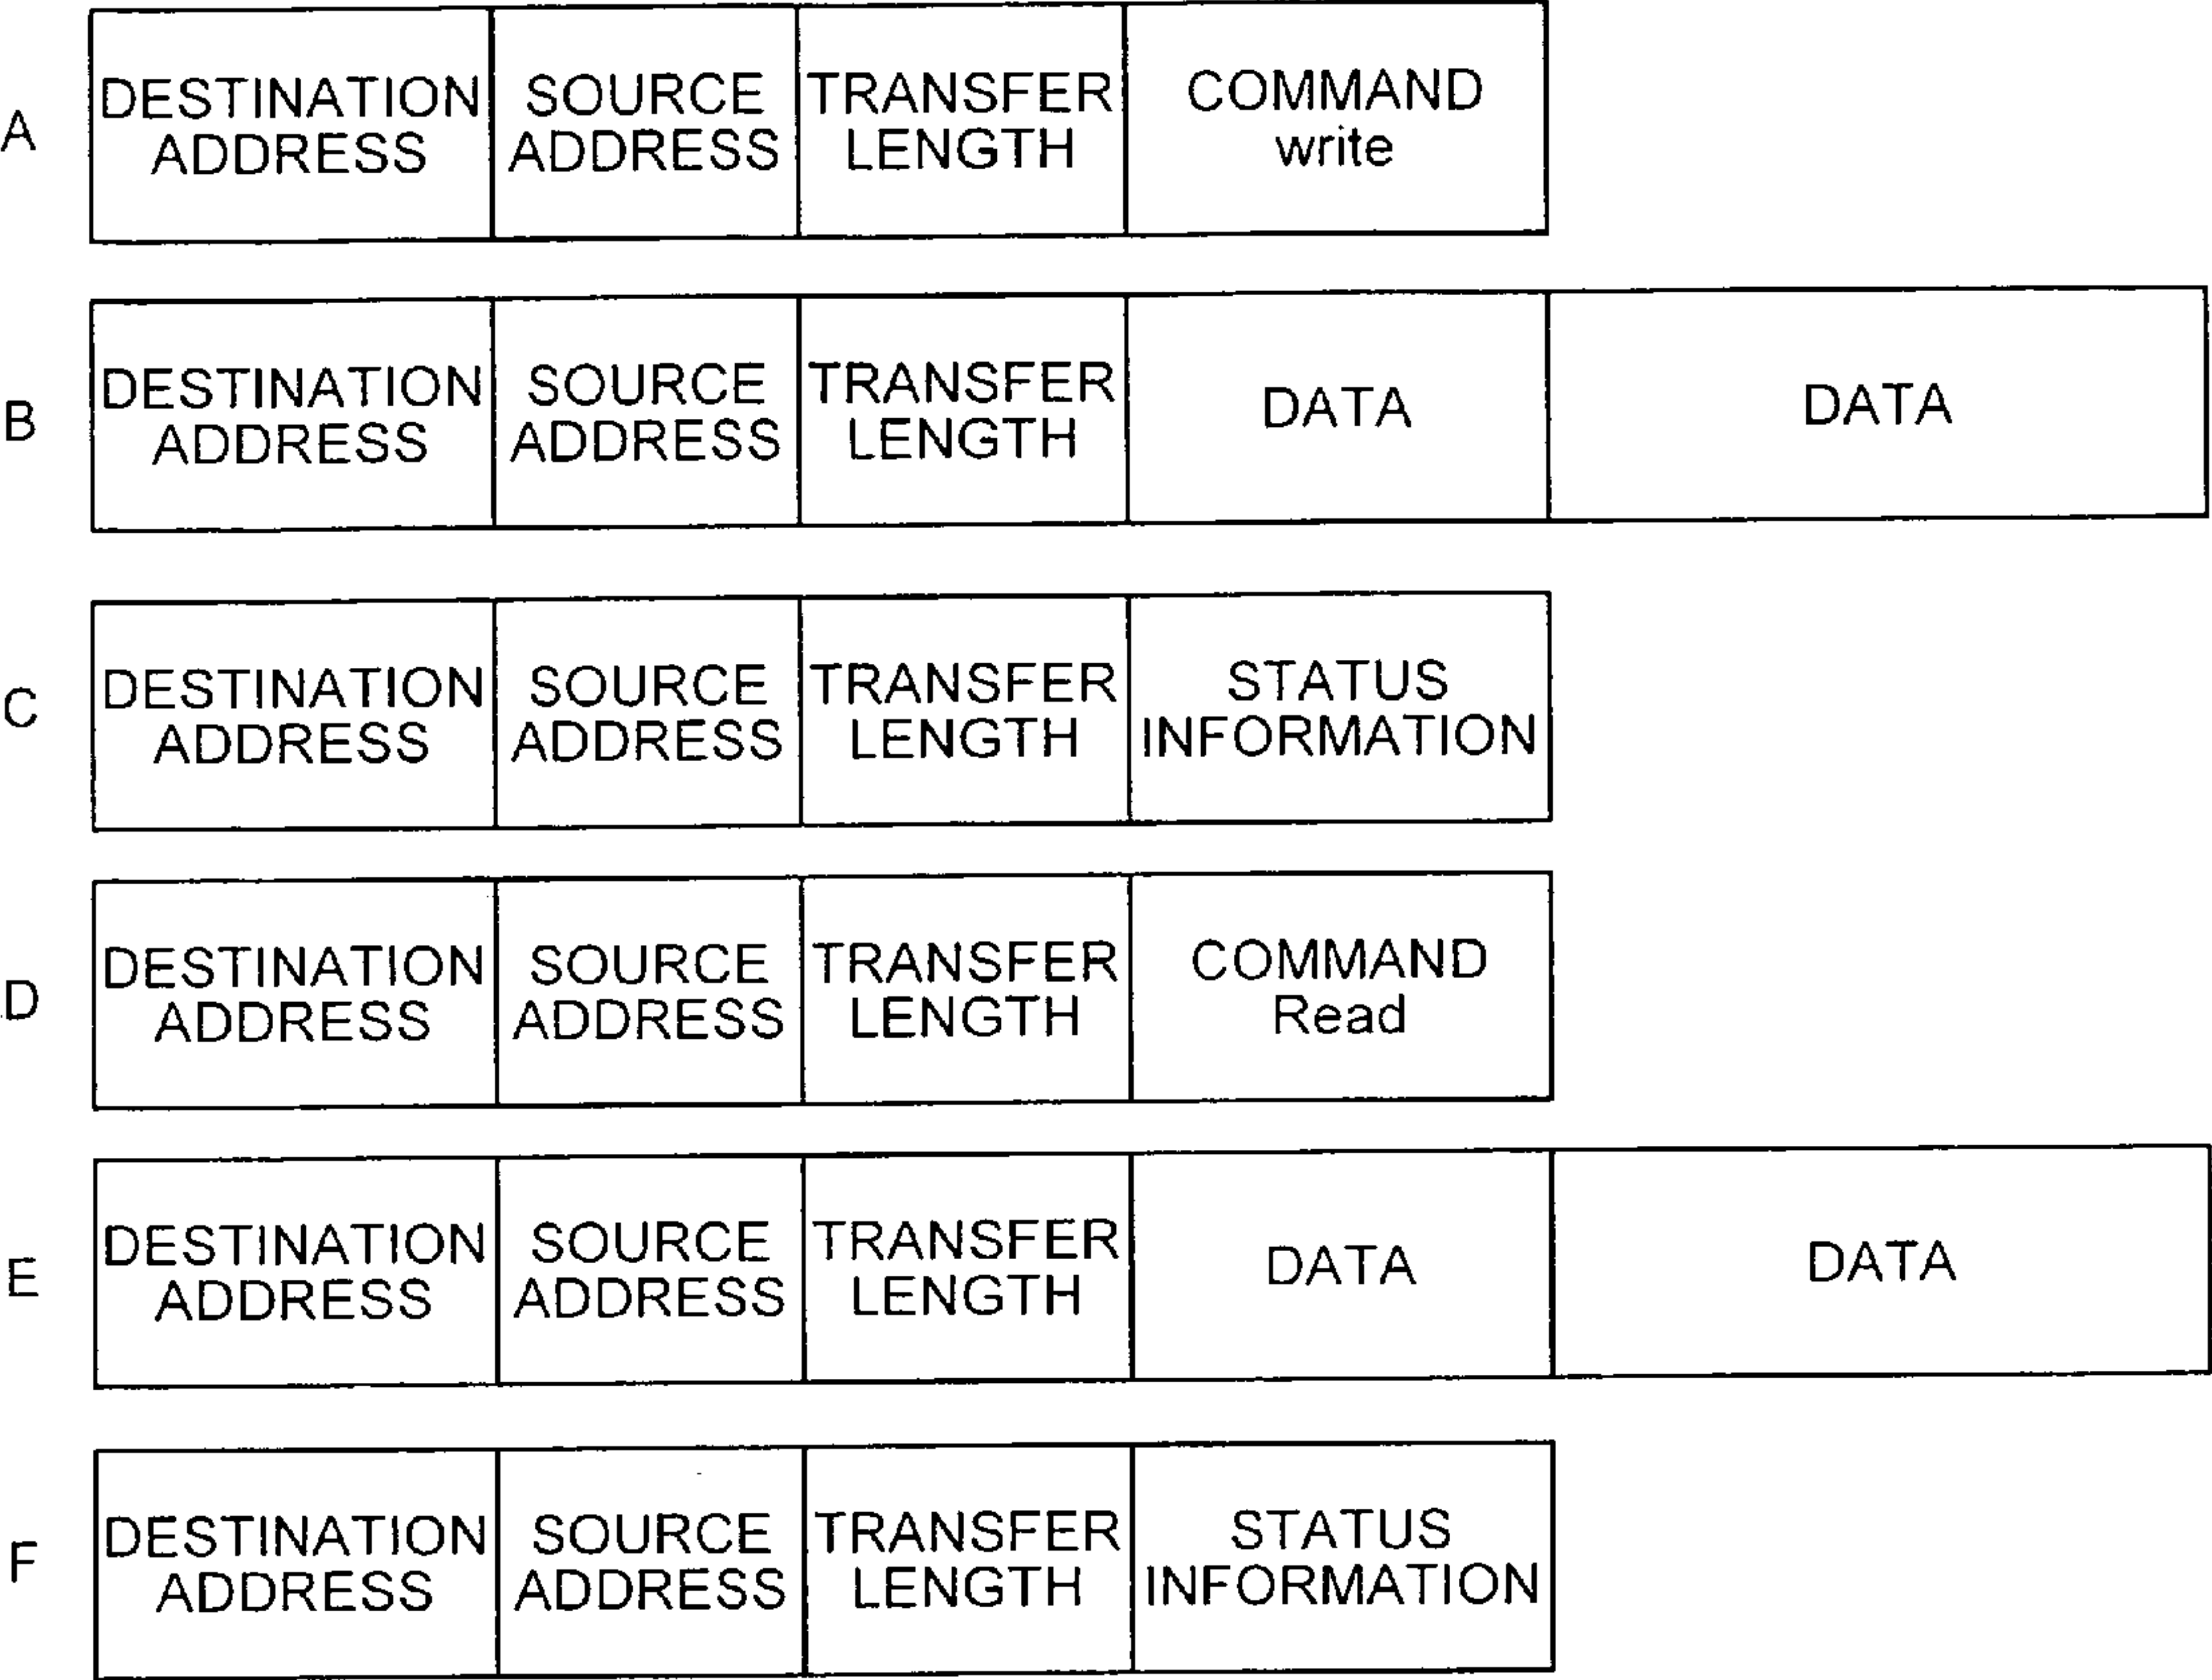 A
DESTINATION
ADDRESS
SOURCE
ADDRESS
TRANSFER
LENGTH
COMMAND
write
B
DESTINATION
ADDRESS
SOURCE
ADDRESS
TRANSFER
LENGTH
DATA
DATA
C
DESTINATION
ADDRESS
SOURCE
ADDRESS
TRANSFER
LENGTH
STATUS
INFORMATION
D
DESTINATION
ADDRESS
SOURCE
ADDRESS
TRANSFER
LENGTH
COMMAND
Read
E
DESTINATION
ADDRESS
SOURCE
ADDRESS
TRANSFER
LENGTH
DATA
DATA
F
DESTINATION
ADDRESS
SOURCE
ADDRESS
TRANSFER
LENGTH
STATUS
INFORMATION